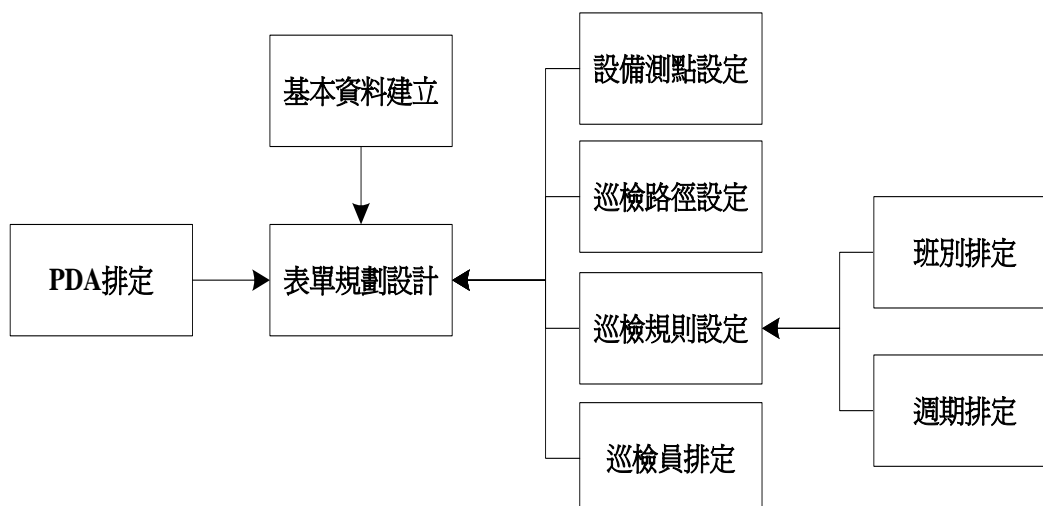 設備測點設定
基本資料建立
巡檢路徑設定
班別排定
PDA排定
表單規劃設計
巡檢規則設定
週期排定
巡檢員排定